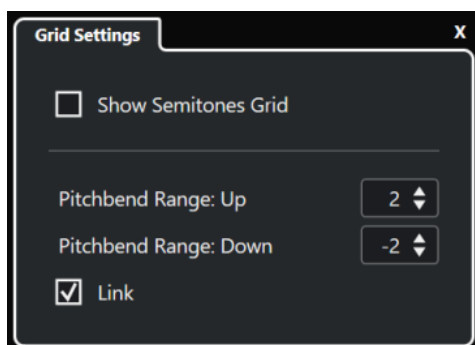 Grid Settings X
Show Semitones Grid
Pitchbend Range: Up 2
Pitchbend Range: Down -2
Link